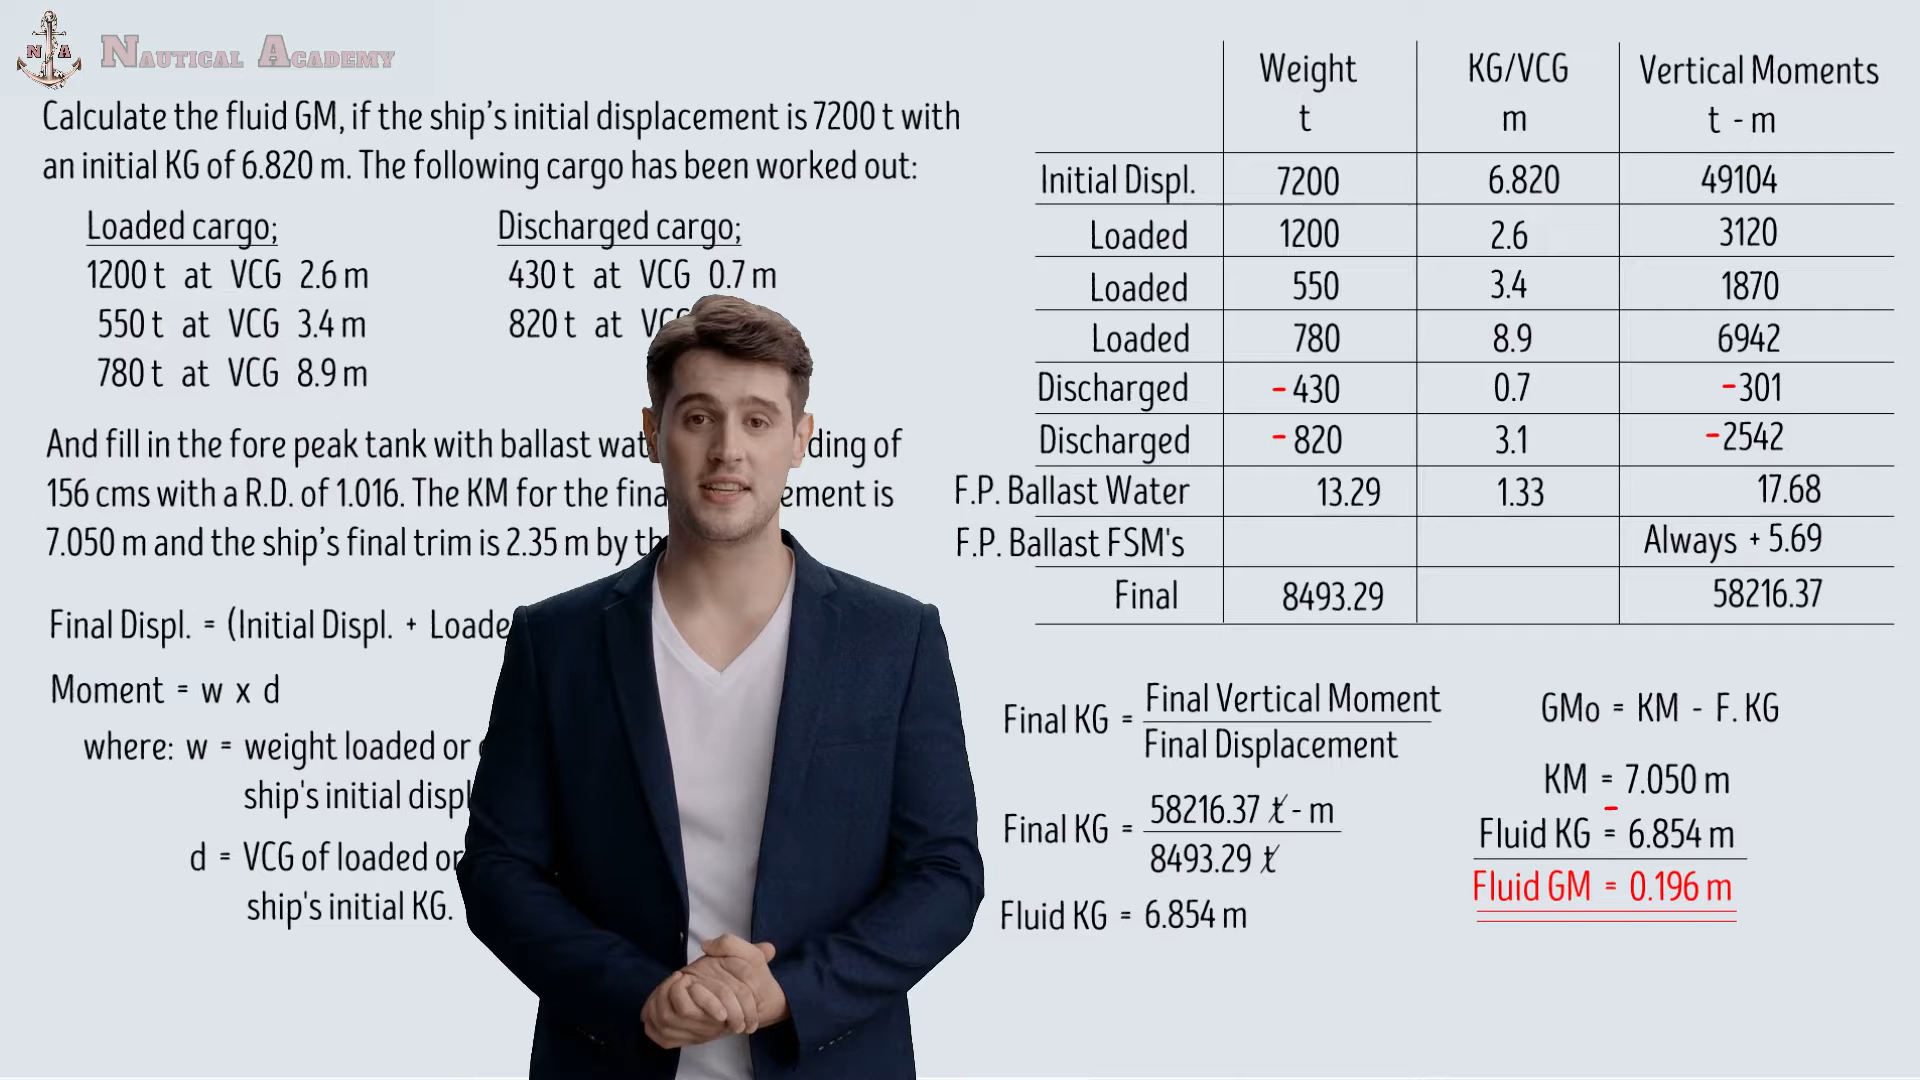 N A NAUTICAL ACADEMY
Calculate the fluid GM, if the ship's initial displacement is 7200 t with
an initial KG of 6.820 m. The following cargo has been worked out:
Loaded cargo; Discharged cargo;
1200 t at VCG 2.6 m 430 t at VCG 0.7 m
550 t at VCG 3.4 m 820 t at
780 t at VCG 8.9 m
And fill in the fore peak tank with ballast of
156 cms with a R.D. of 1.016. The KM for the is
7.050 m and the ship's final trim is 2.35 m by
Final Displ. = (Initial Displ. +
Moment = w x d
where: w = weight loaded or
ship's initial
d = VCG of loaded or
ship's initial KG.
Weight KG/VCG Vertical Moments
t m t - m
Initial Displ. 7200 6.820 49104
Loaded 1200 2.6 3120
Loaded 550 3.4 1870
Loaded 780 8.9 6942
Discharged - 430 0.7 -301
Discharged - 820 3.1 -2542
F.P. Ballast Water 13.29 1.33 17.68
F.P. Ballast FSM's Always + 5.69
Final 8493.29 58216.37
Final KG = Final Vertical Moment
Final Displacement
Final KG = 58216.37 t - m
8493.29 t
Fluid KG = 6.854 m
GMo = KM - F. KG
KM = 7.050 m
-
Fluid KG = 6.854 m
Fluid GM = 0.196 m